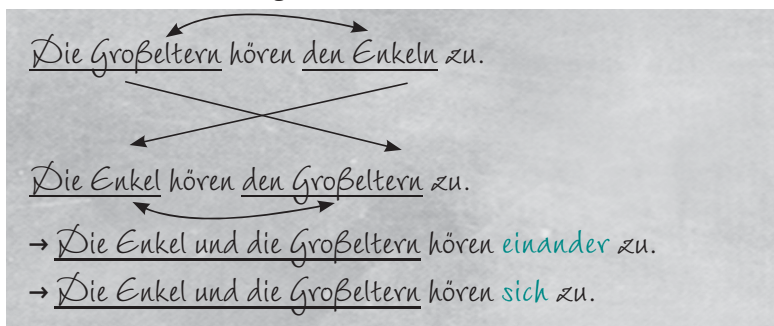 Die Großeltern hören den Enkeln zu.
Die Enkel hören den Großeltern zu.
→ Die Enkel und die Großeltern hören einander zu.
→ Die Enkel und die Großeltern hören sich zu.